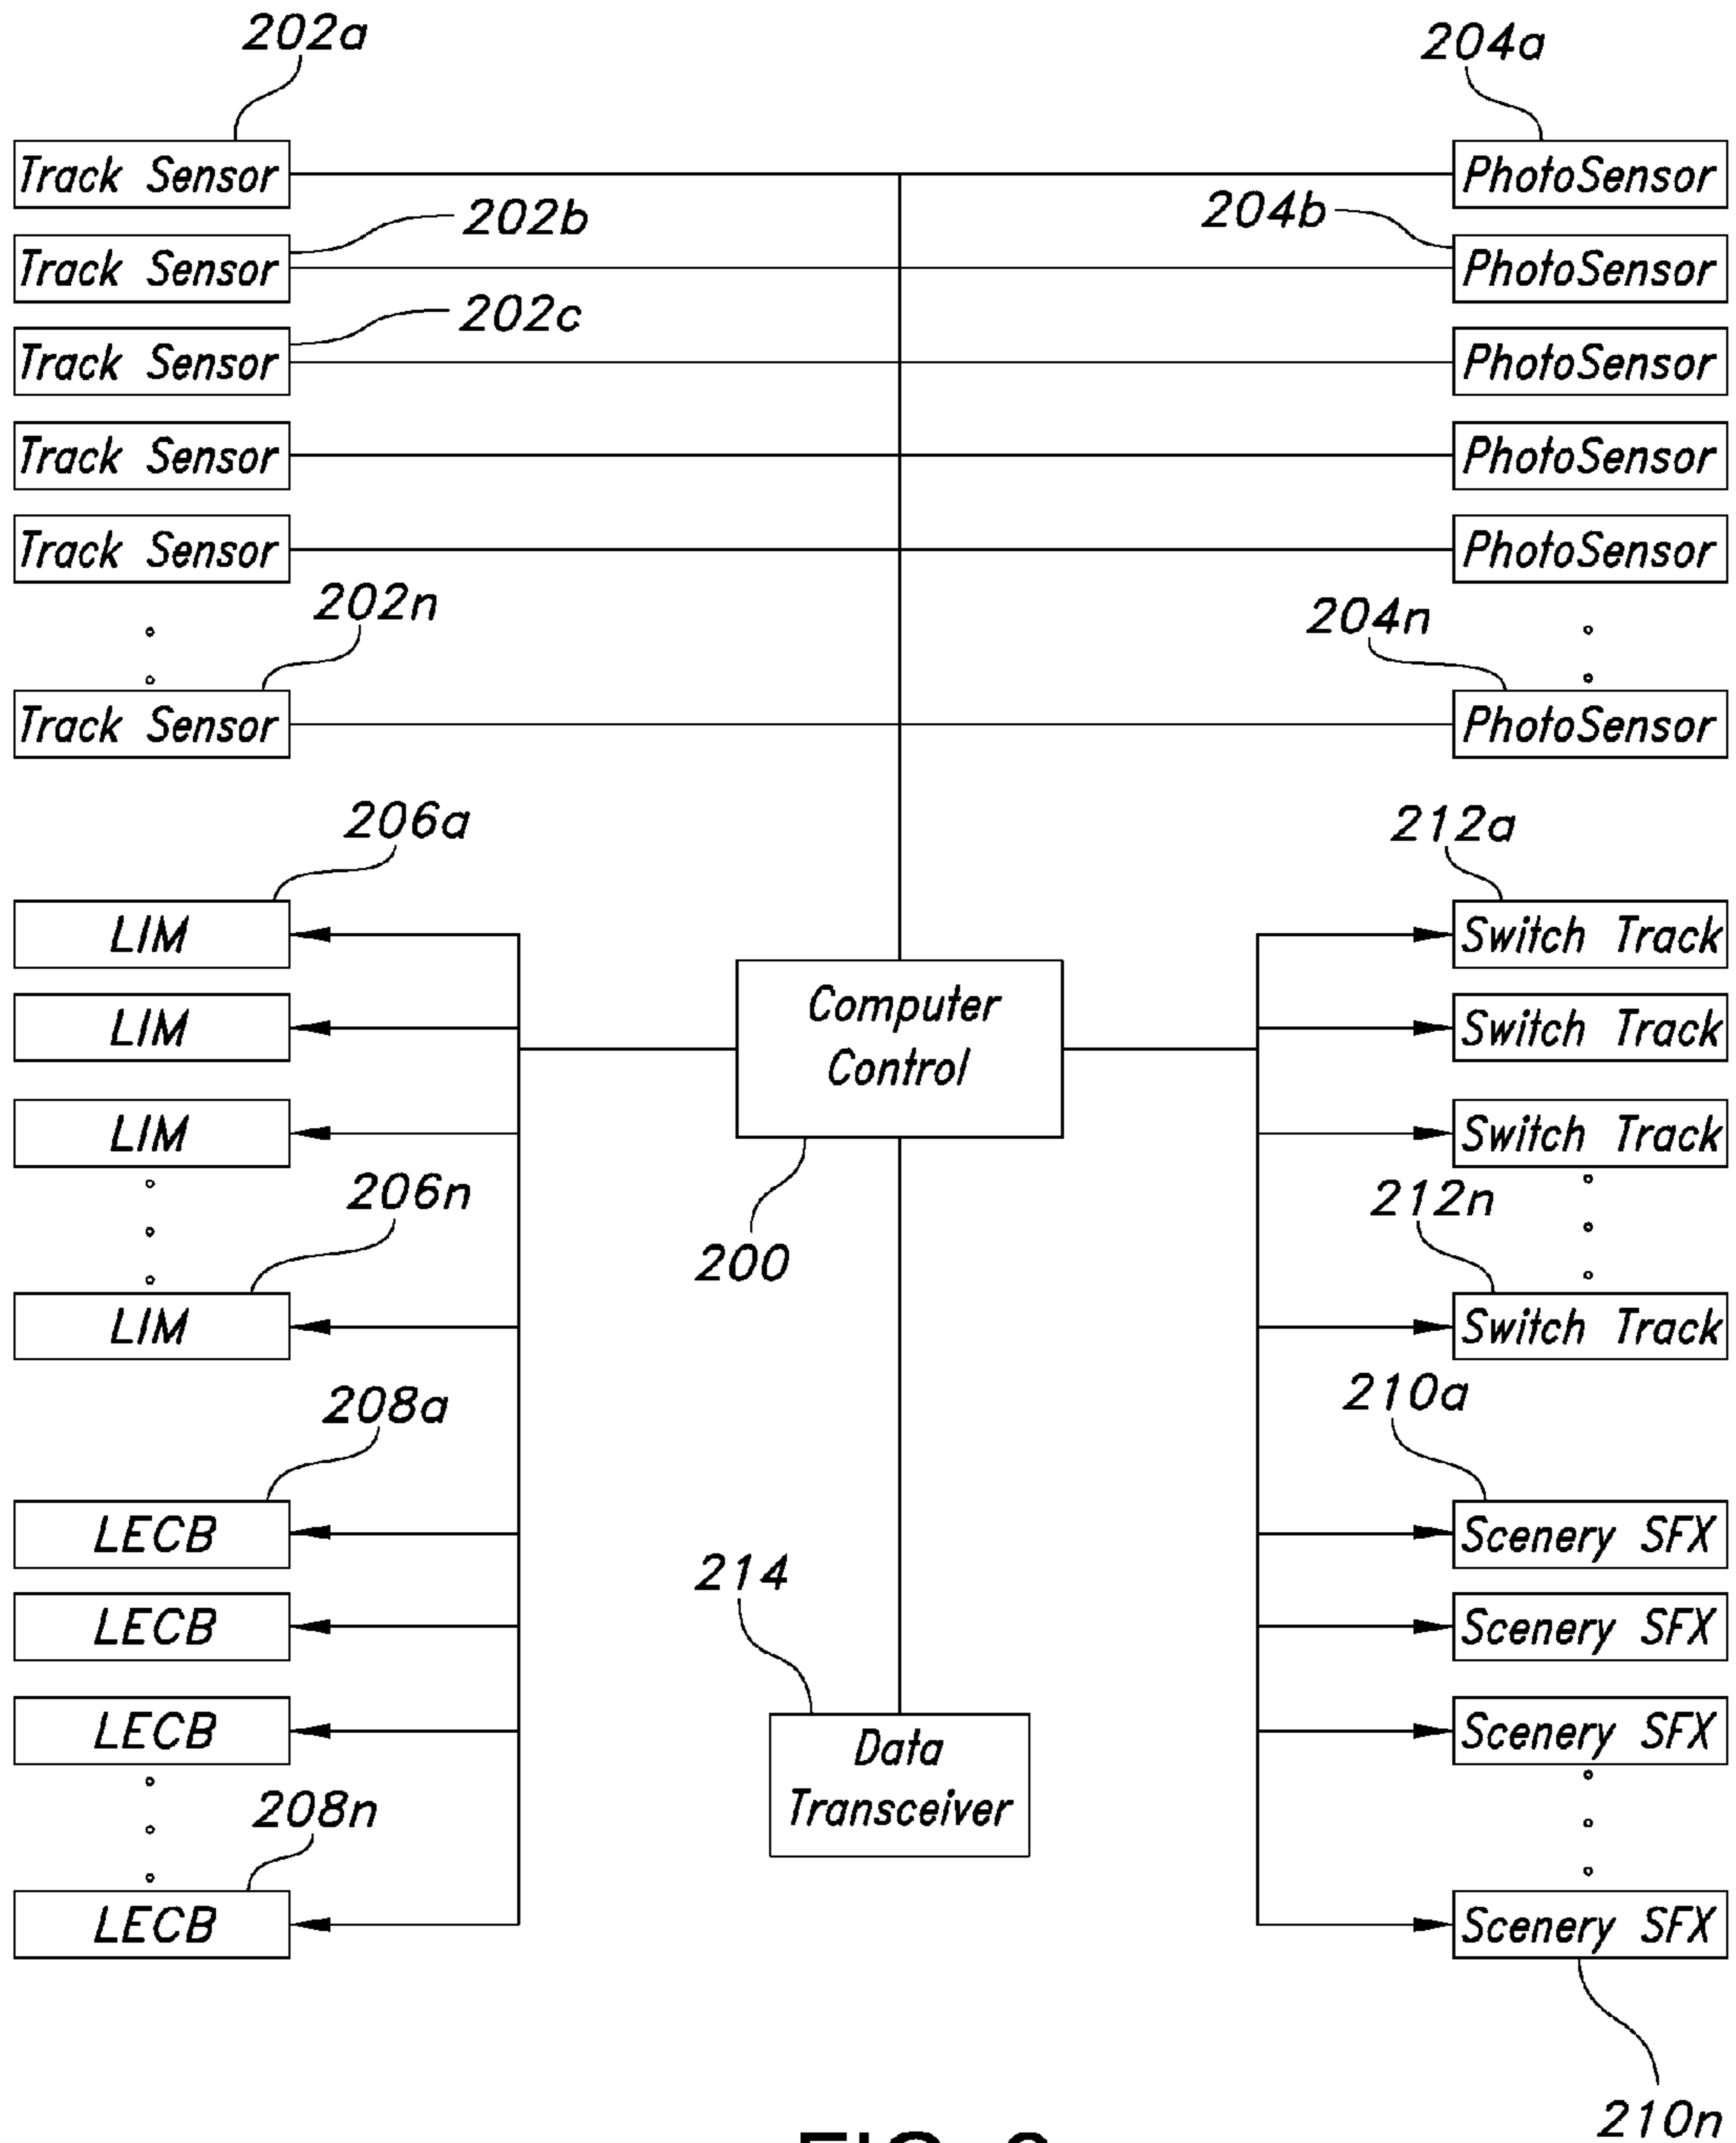 202a
204a
Track Sensor
PhotoSensor
202b
204b
Track Sensor
PhotoSensor
202c
Track Sensor
PhotoSensor
Track Sensor
PhotoSensor
Track Sensor
PhotoSensor
202n
204n
Track Sensor
PhotoSensor
206a
212a
LIM
Switch Track
Computer
Control
LIM
Switch Track
LIM
Switch Track
206n
212n
200
LIM
Switch Track
208a
210a
LECB
Scenery SFX
214
LECB
Scenery SFX
LECB
Scenery SFX
Data
Transceiver
208n
LECB
Scenery SFX
210n